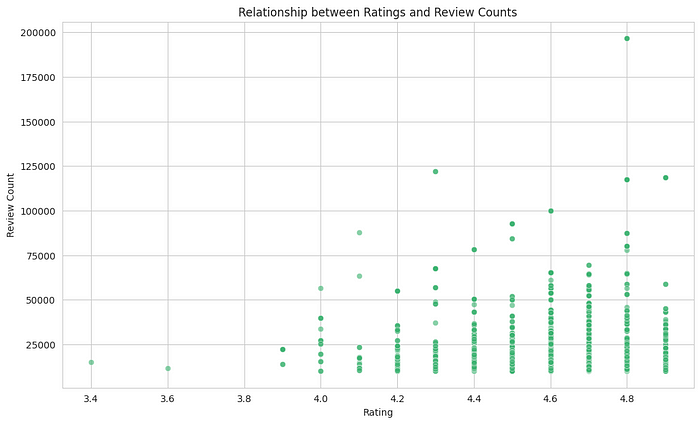 Relationship between Ratings and Review Counts
200000
175000
150000
125000
100000
75000
50000
25000
Review Count
3.4 3.6 3.8 4.0 4.2 4.4 4.6 4.8
Rating